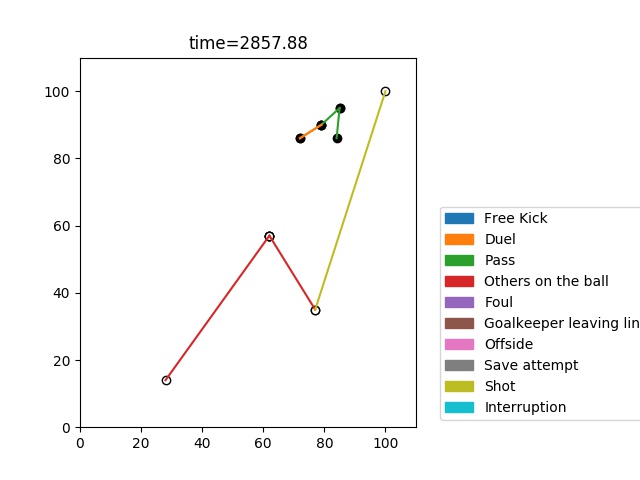 time=2857.88
100
80
60
40
20
0
0 20 40 60 80 100
Free Kick
Duel
Pass
Others on the ball
Foul
Goalkeeper leaving lin
Offside
Save attempt
Shot
Interruption